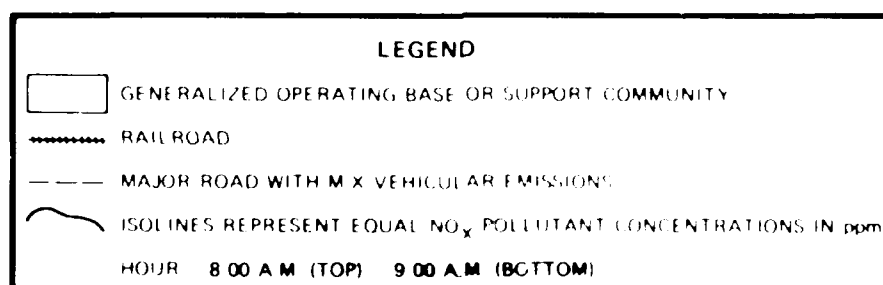 LEGEND
GENERALIZED OPERATING BASE OR SUPPORT COMMUNITY
RAILROAD
MAJOR ROAD WITH M X VEHICULAR EMISSIONS
ISOLINES REPRESENT EQUAL NOx POLLUTANT CONCENTRATIONS IN ppm
HOUR 8 00 A M (TOP) 9 00 A.M (BOTTOM)